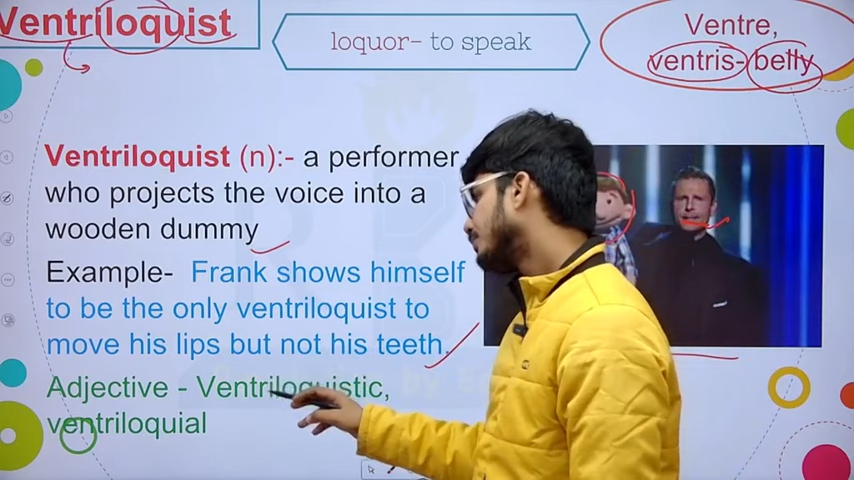 Ventriloquist
loquor- to speak
Ventre,
ventris- belly
Ventriloquist (n):- a performer
who projects the voice into a
wooden dummy
Example- Frank shows himself
to be the only ventriloquist to
move his lips but not his teeth.
Adjective - Ventriloquistic,
ventriloquial